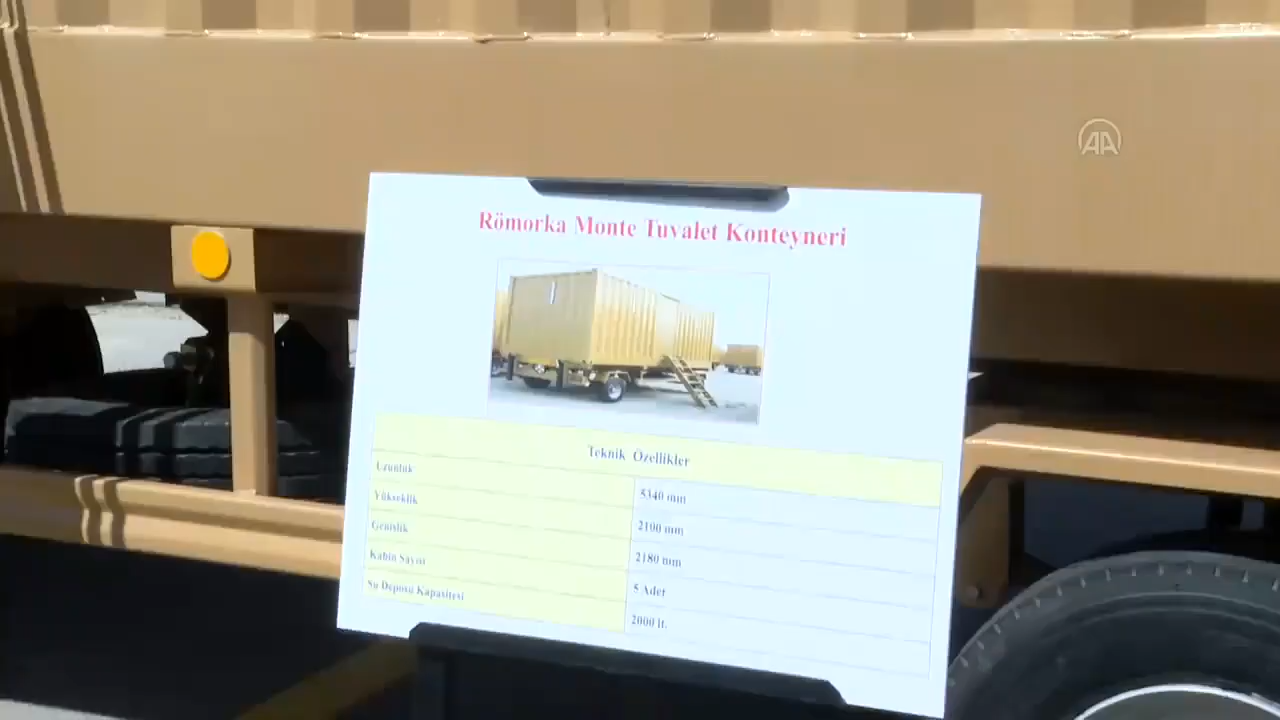 AA
Römorka Monte Tuvalet Konteyneri
Teknik Özellikler
Uzunluk 5340 mm
Yükseklik 2100 mm
Genişlik 2180 mm
Kabin Sayısı 5 Adet
Su Deposu Kapasitesi 2000 lt.